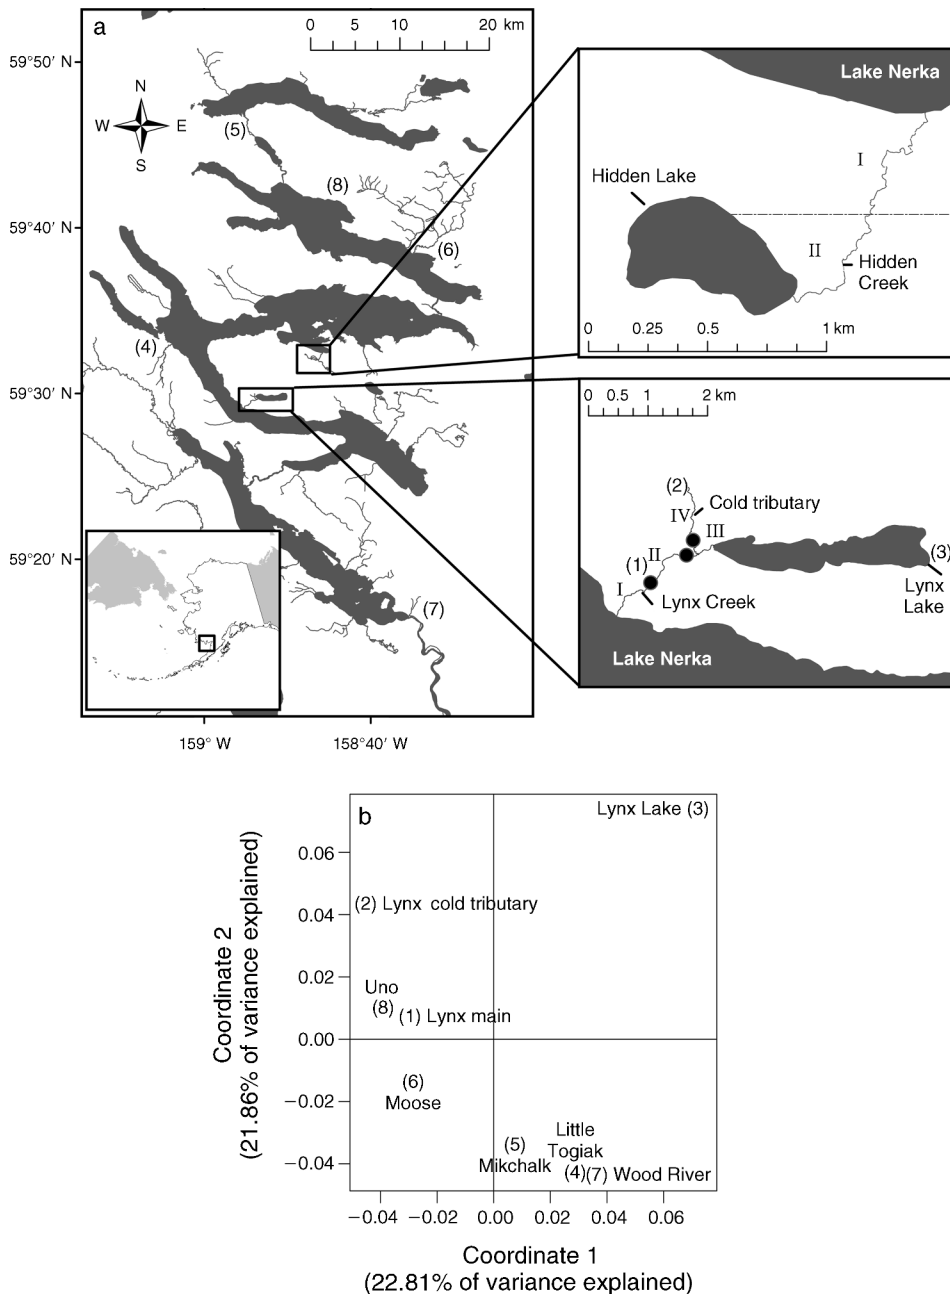 a
0 2 5 10 20 km
59°50′ N
59°40′ N
59°30′ N
59°20′ N
N
W E
S
(5)
(8)
(6)
(4)
(7)
159° W
158°40′ W
Lake Nerka
I
Hidden Lake
II
Hidden
Creek
0 0.25 0.5 1 km
0 0.5 1 2 km
(2)
Cold tributary
IV
III
II
(1)
(3)
I
Lynx
Lake
Lynx Creek
Lake Nerka
b
Lynx Lake (3)
(2) Lynx cold tributary
Uno
(8)
(1) Lynx main
(6)
Moose
(5)
Mikchalk
Little
Togiak
(4) (7) Wood River
0.06
0.04
0.02
0.00
−0.02
−0.04
Coordinate 2
(21.86% of variance explained)
−0.04 −0.02 0.00 0.02 0.04 0.06
Coordinate 1
(22.81% of variance explained)